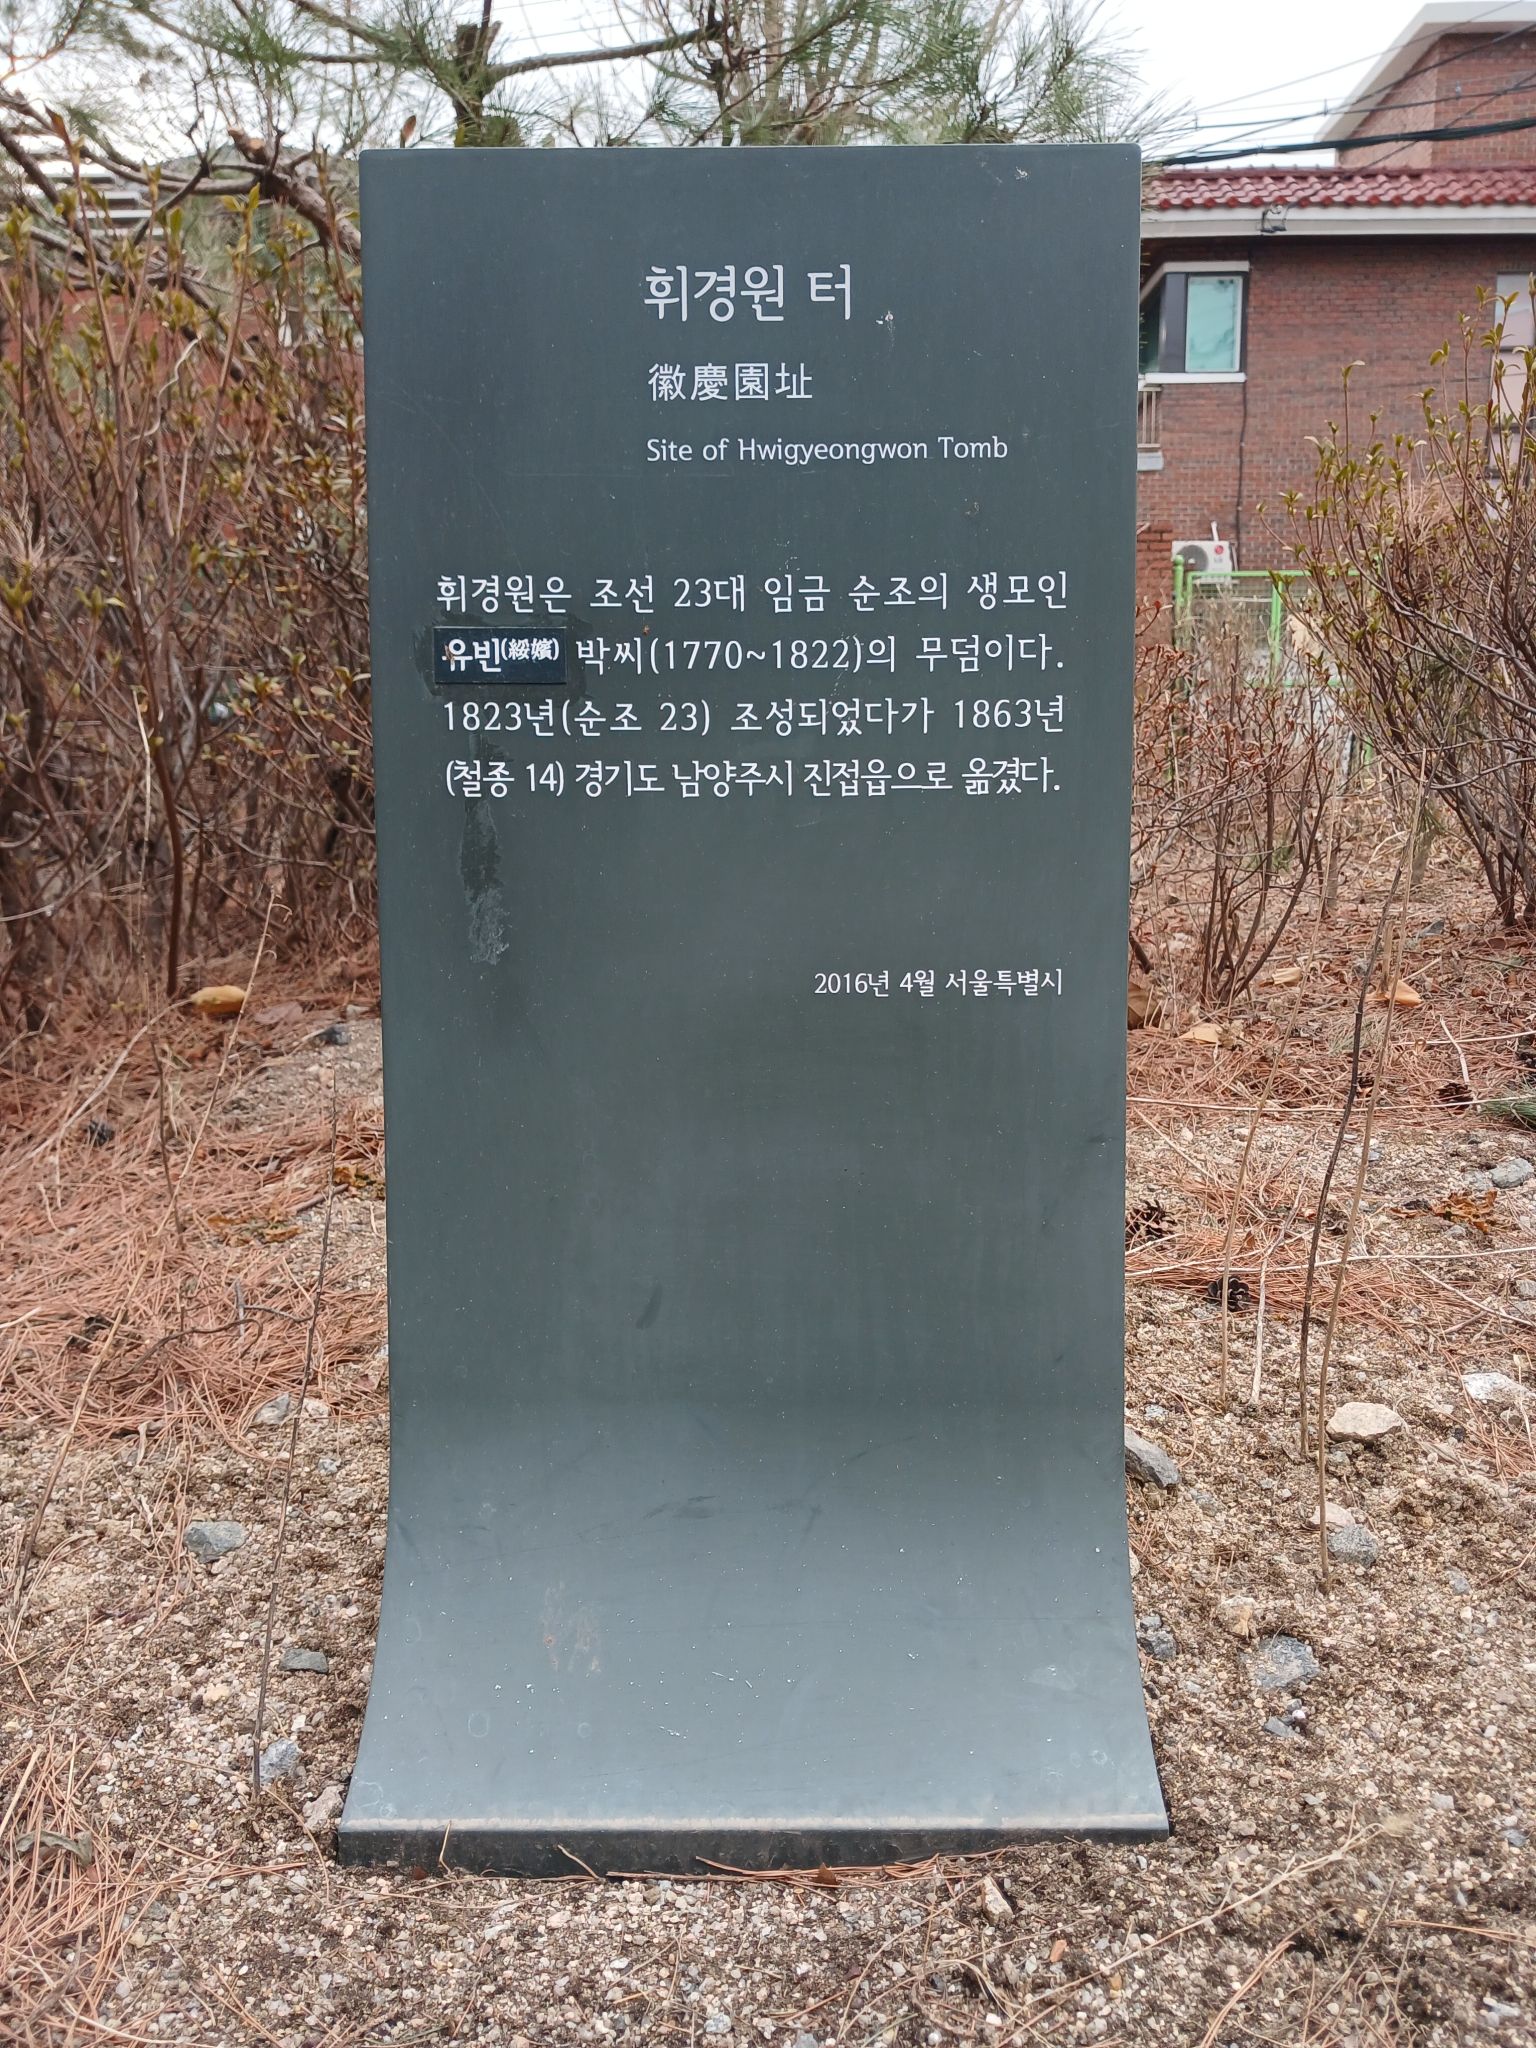 휘경원 터
徽慶園址
Site of Hwigyeongwon Tomb
휘경원은 조선 23대 임금 순조의 생모인
유빈(綏嬪) 박씨(1770~1822)의 무덤이다.
1823년(순조 23) 조성되었다가 1863년
(철종 14) 경기도 남양주시 진접읍으로 옮겼다.
2016년 4월 서울특별시